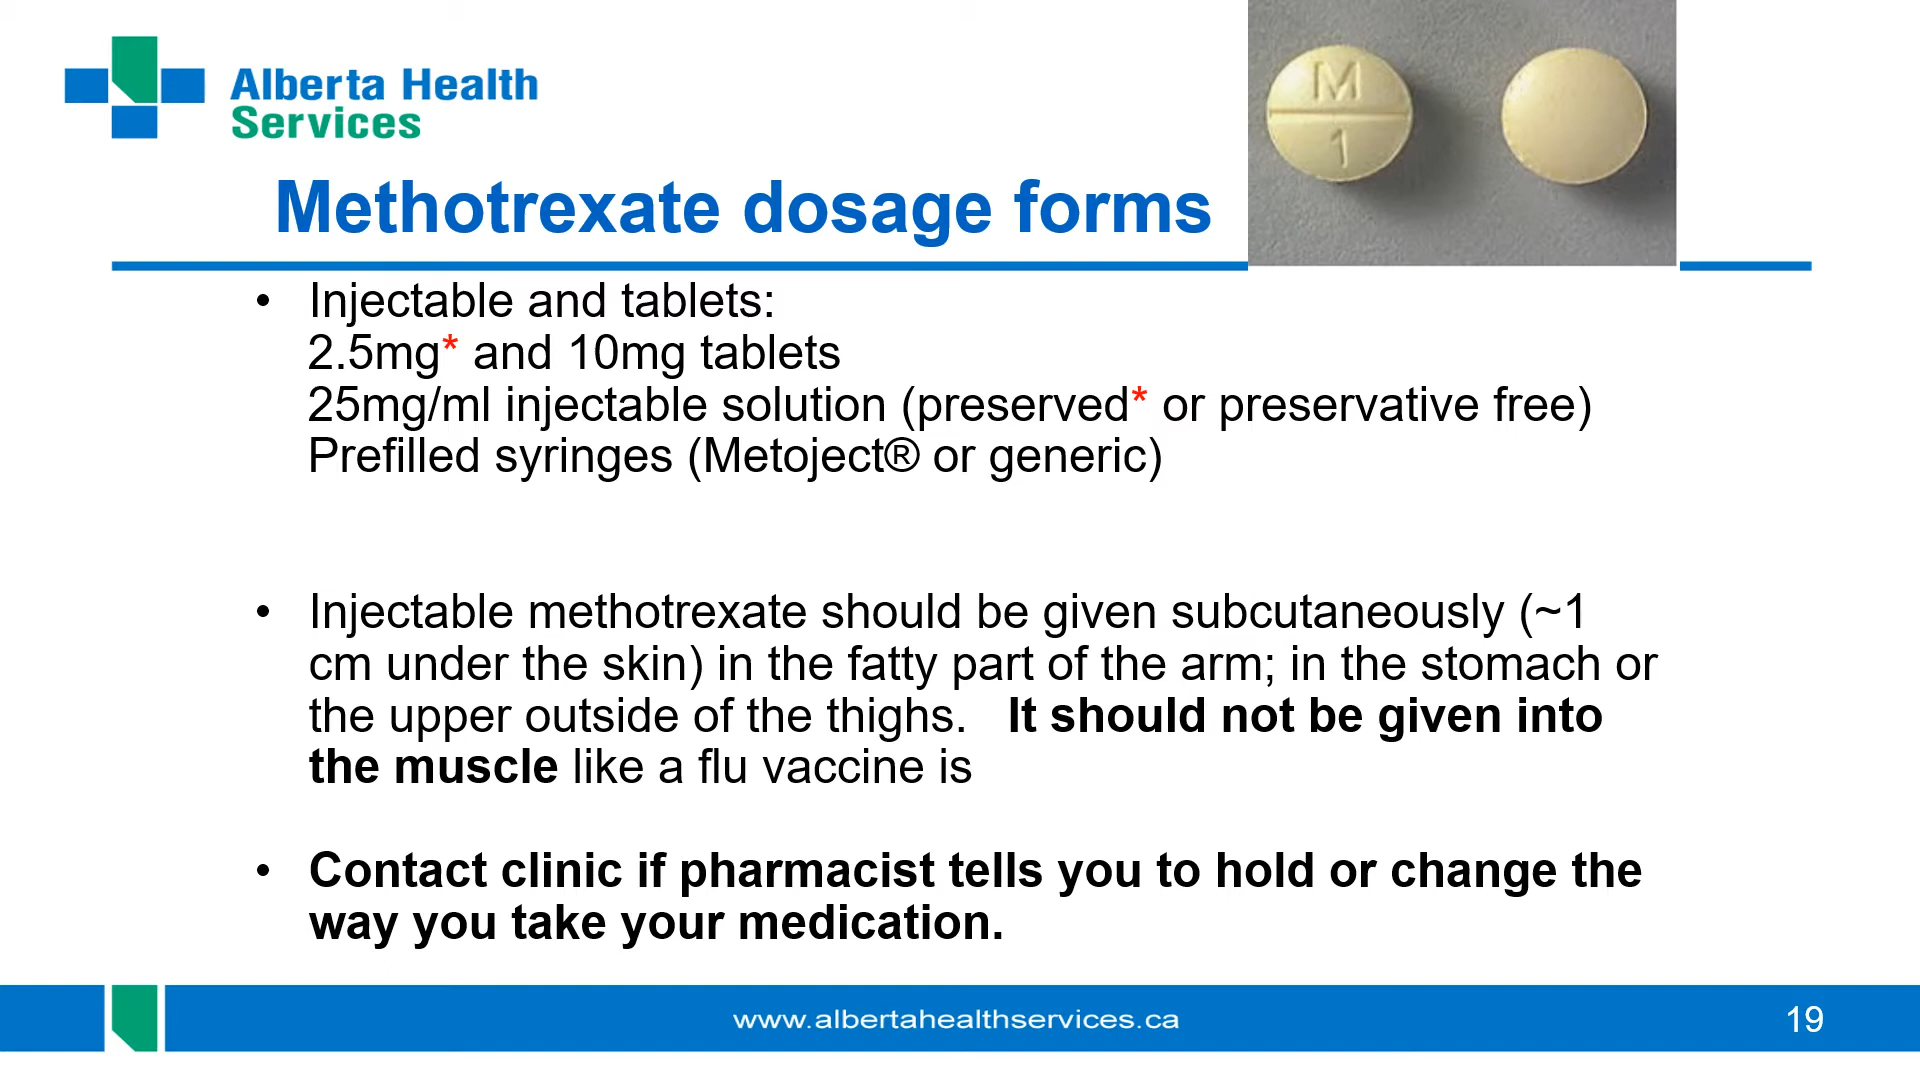 Alberta Health
Services
M
1
Methotrexate dosage forms
• Injectable and tablets:
2.5mg* and 10mg tablets
25mg/ml injectable solution (preserved* or preservative free)
Prefilled syringes (Metoject® or generic)
• Injectable methotrexate should be given subcutaneously (~1
cm under the skin) in the fatty part of the arm; in the stomach or
the upper outside of the thighs.   It should not be given into
the muscle like a flu vaccine is
• Contact clinic if pharmacist tells you to hold or change the
way you take your medication.
www.albertahealthservices.ca
19